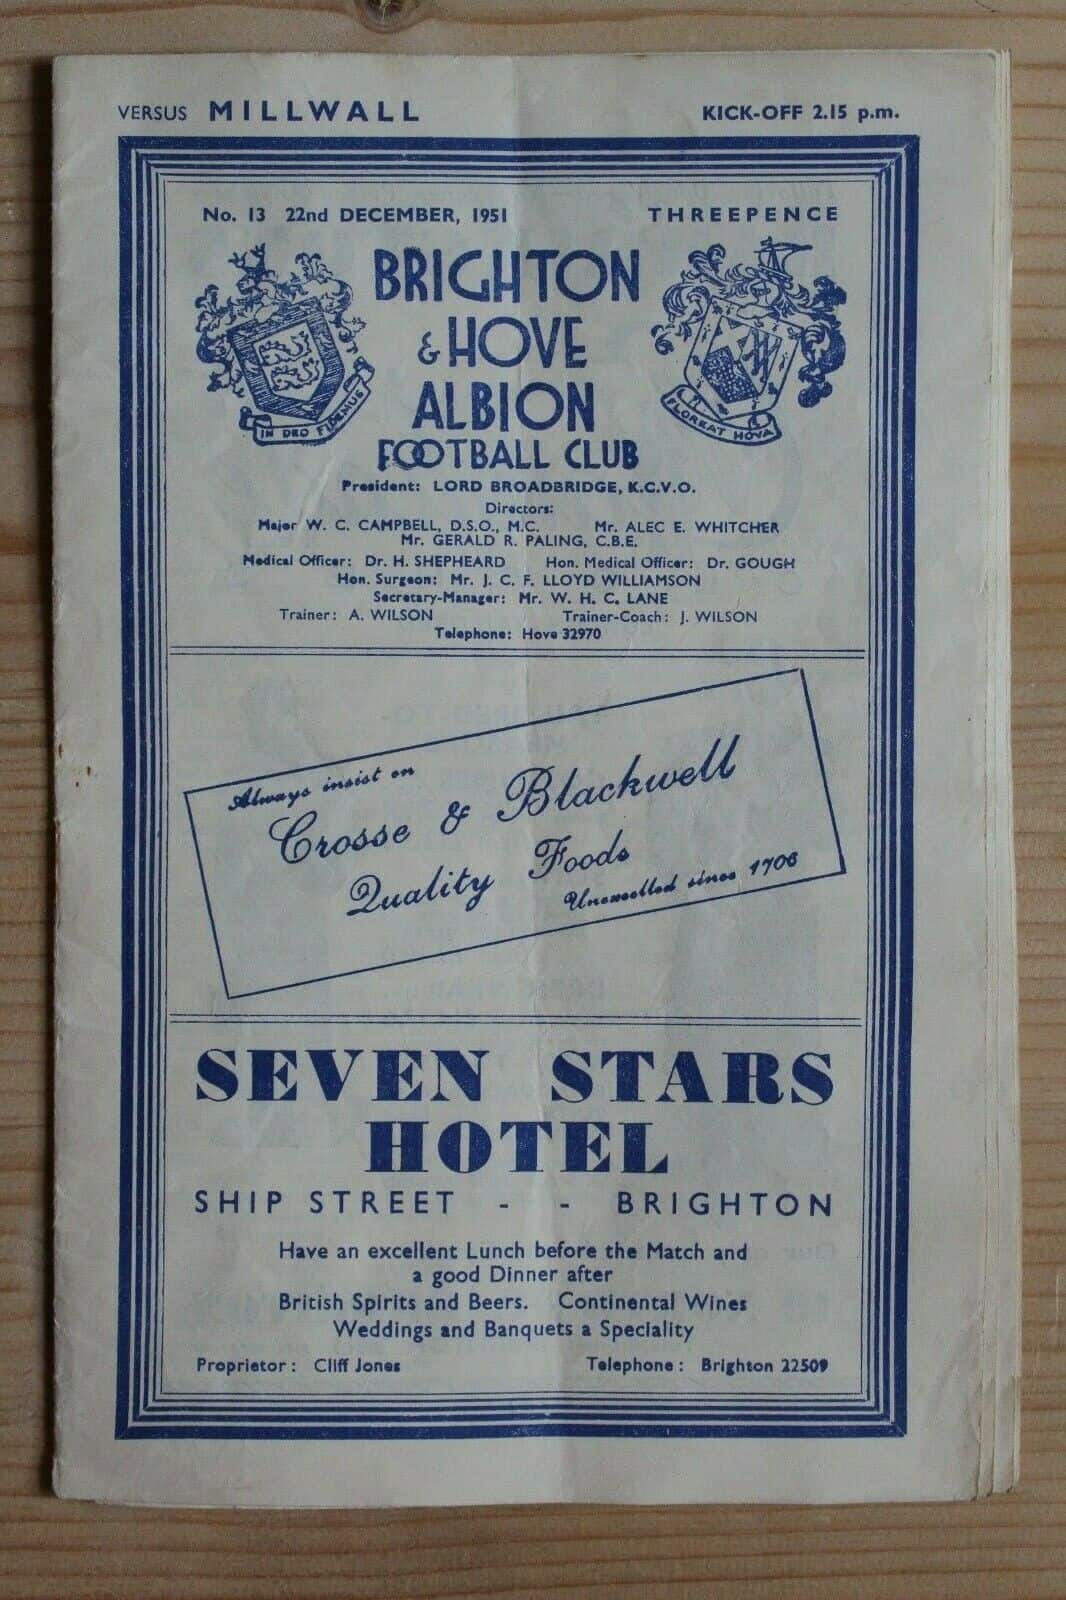 VERSUS MILLWALL KICK-OFF 2.15 p.m.
No. 13 22nd DECEMBER, 1951 THREEPENCE
BRIGHTON
& HOVE
ALBION
FOOTBALL CLUB
IN DEO FIDEMUS
FLOREAT HOVA
President: LORD BROADBRIDGE, K.C.V.O.
Directors:
Major W. C. CAMPBELL, D.S.O., M.C. Mr. ALEC E. WHITCHER
Mr. GERALD R. PALING, C.B.E.
Medical Officer: Dr. H. SHEPHEARD Hon. Medical Officer: Dr. GOUGH
Hon. Surgeon: Mr. J. C. F. LLOYD WILLIAMSON
Secretary-Manager: Mr. W. H. C. LANE
Trainer: A. WILSON Trainer-Coach: J. WILSON
Telephone: Hove 32970
Always insist on
Crosse & Blackwell
Quality Foods
Unexcelled since 1706
SEVEN STARS
HOTEL
SHIP STREET - - BRIGHTON
Have an excellent Lunch before the Match and
a good Dinner after
British Spirits and Beers. Continental Wines
Weddings and Banquets a Speciality
Proprietor: Cliff Jones Telephone: Brighton 22509